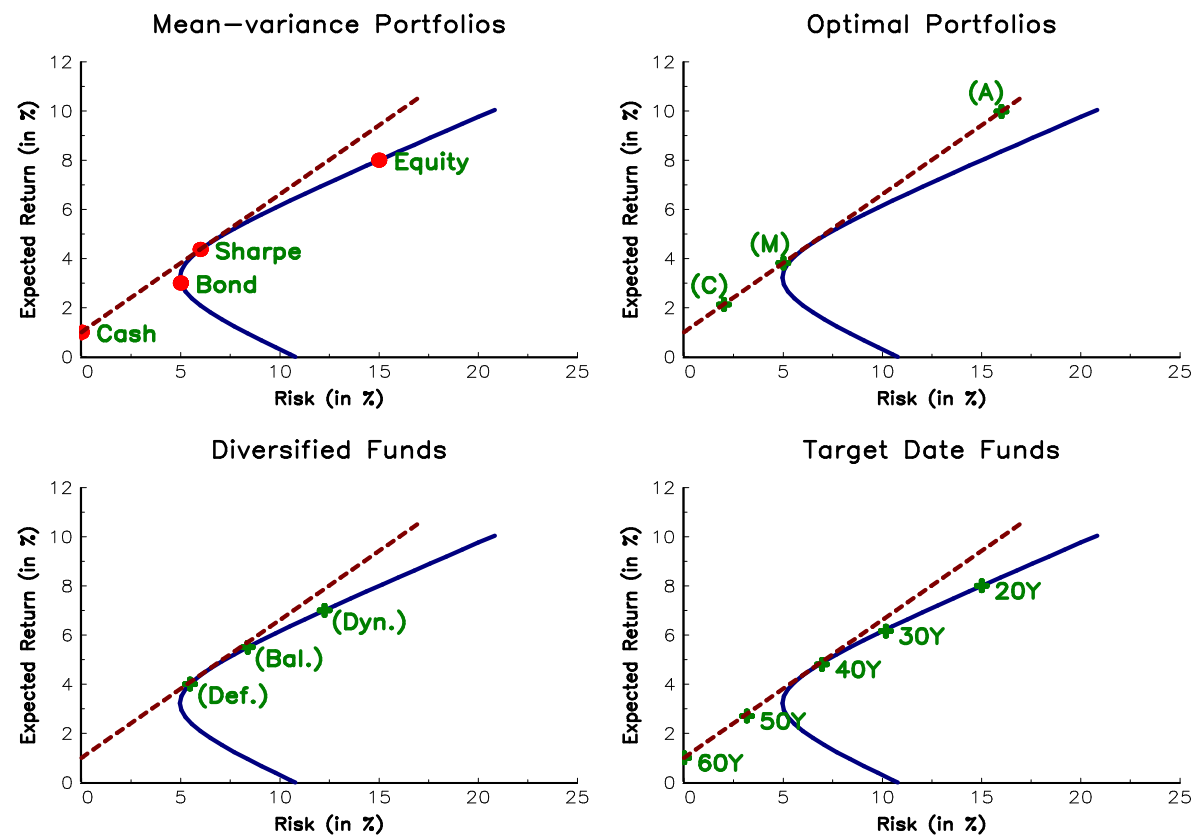 Mean-variance Portfolios
Expected Return (in %)
12
10
8
6
4
2
0
Equity
Sharpe
Bond
Cash
0 5 10 15 20 25
Risk (in %)
Optimal Portfolios
Expected Return (in %)
12
10
8
6
4
2
0
(A)
(M)
(C)
0 5 10 15 20 25
Risk (in %)
Diversified Funds
Expected Return (in %)
12
10
8
6
4
2
0
(Dyn.)
(Bal.)
(Def.)
0 5 10 15 20 25
Risk (in %)
Target Date Funds
Expected Return (in %)
12
10
8
6
4
2
0
20Y
30Y
40Y
50Y
60Y
0 5 10 15 20 25
Risk (in %)